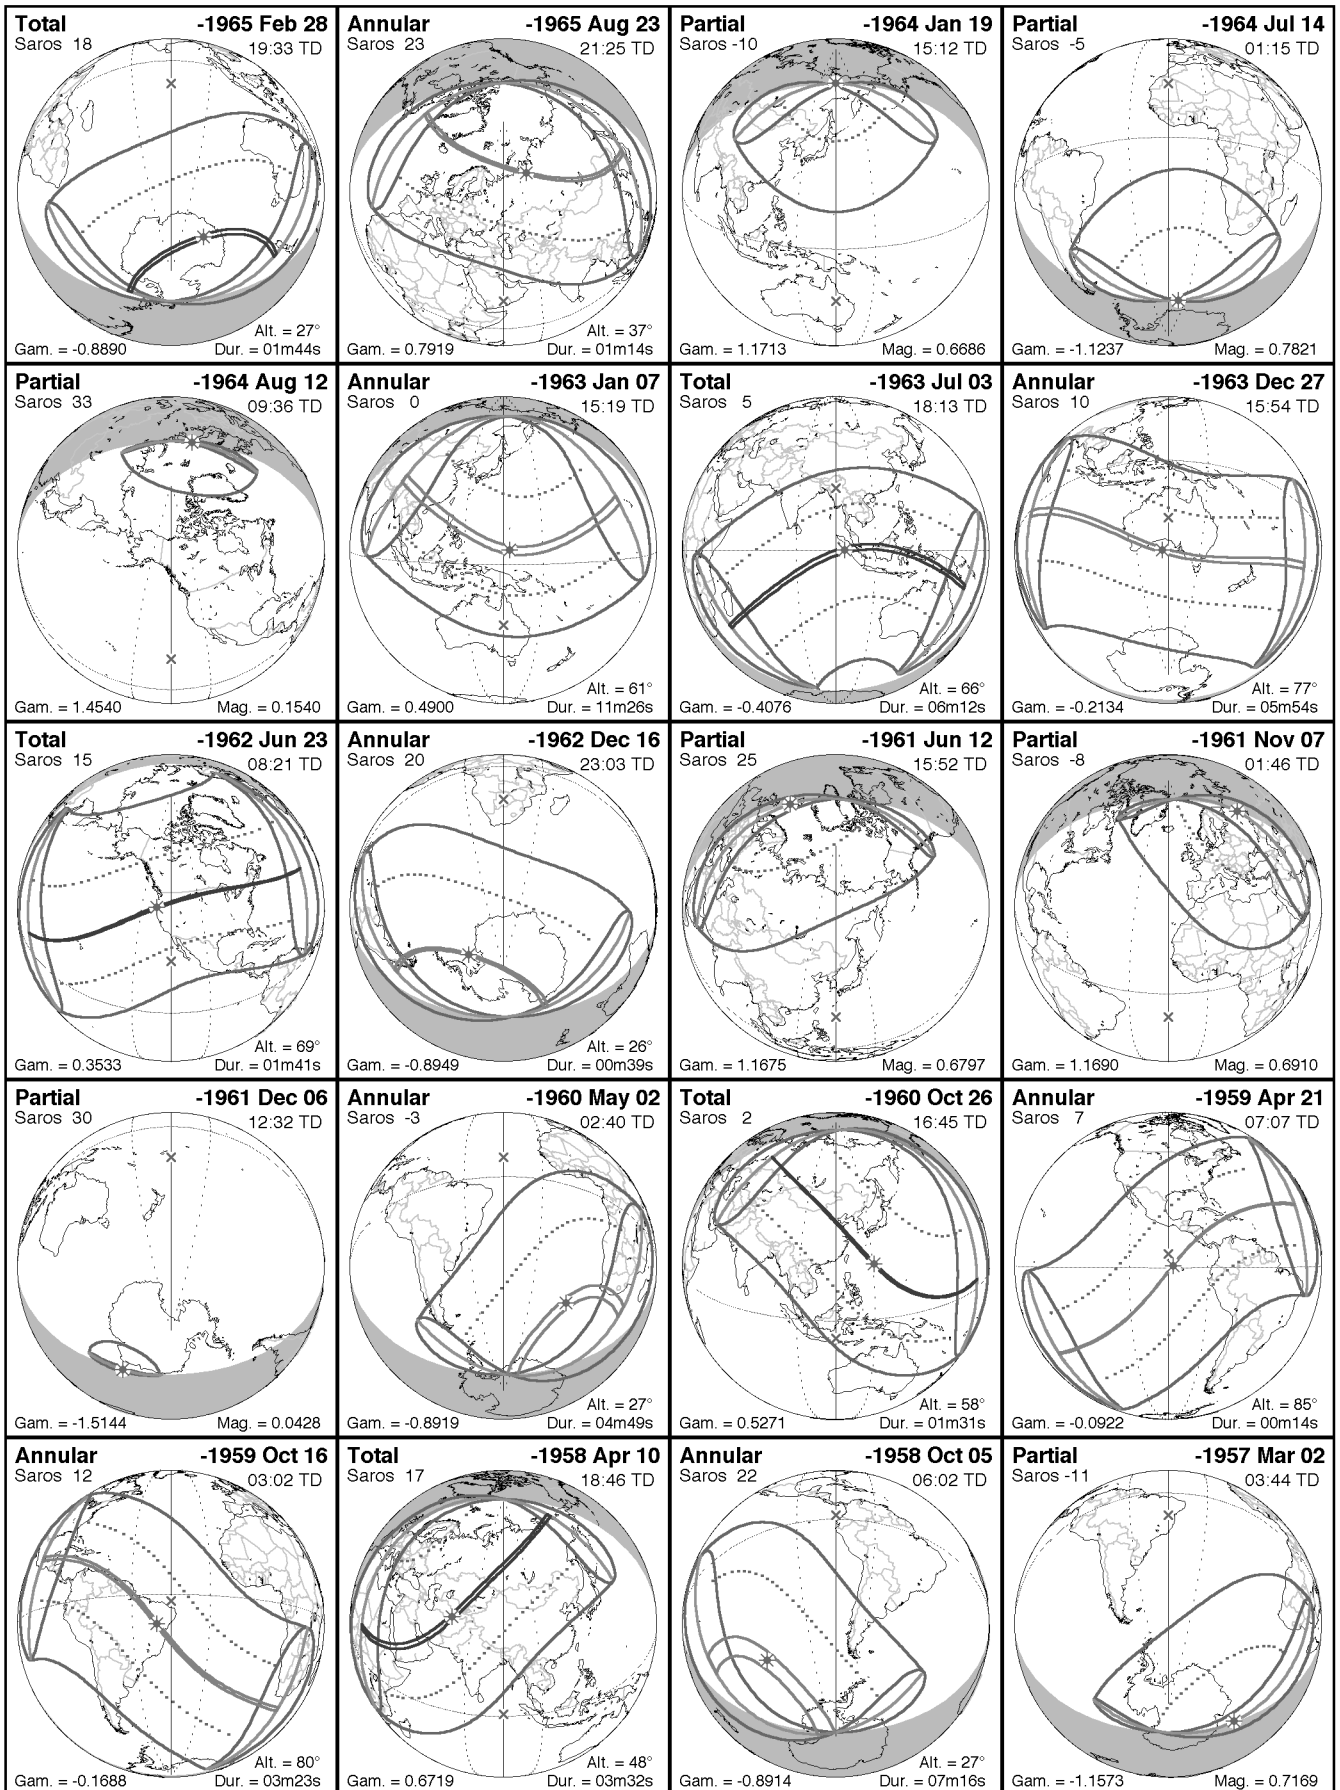 Total -1965 Feb 28
Saros 18 19:33 TD
Alt. = 27°
Gam. = -0.8890 Dur. = 01m44s
Annular -1965 Aug 23
Saros 23 21:25 TD
Alt. = 37°
Gam. = 0.7919 Dur. = 01m14s
Partial -1964 Jan 19
Saros -10 15:12 TD
Gam. = 1.1713 Mag. = 0.6686
Partial -1964 Jul 14
Saros -5 01:15 TD
Gam. = -1.1237 Mag. = 0.7821
Partial -1964 Aug 12
Saros 33 09:36 TD
Gam. = 1.4540 Mag. = 0.1540
Annular -1963 Jan 07
Saros 0 15:19 TD
Alt. = 61°
Gam. = 0.4900 Dur. = 11m26s
Total -1963 Jul 03
Saros 5 18:13 TD
Alt. = 66°
Gam. = -0.4076 Dur. = 06m12s
Annular -1963 Dec 27
Saros 10 15:54 TD
Alt. = 77°
Gam. = -0.2134 Dur. = 05m54s
Total -1962 Jun 23
Saros 15 08:21 TD
Alt. = 69°
Gam. = 0.3533 Dur. = 01m41s
Annular -1962 Dec 16
Saros 20 23:03 TD
Alt. = 26°
Gam. = -0.8949 Dur. = 00m39s
Partial -1961 Jun 12
Saros 25 15:52 TD
Gam. = 1.1675 Mag. = 0.6797
Partial -1961 Nov 07
Saros -8 01:46 TD
Gam. = 1.1690 Mag. = 0.6910
Partial -1961 Dec 06
Saros 30 12:32 TD
Gam. = -1.5144 Mag. = 0.0428
Annular -1960 May 02
Saros -3 02:40 TD
Alt. = 27°
Gam. = -0.8919 Dur. = 04m49s
Total -1960 Oct 26
Saros 2 16:45 TD
Alt. = 58°
Gam. = 0.5271 Dur. = 01m31s
Annular -1959 Apr 21
Saros 7 07:07 TD
Alt. = 85°
Gam. = -0.0922 Dur. = 00m14s
Annular -1959 Oct 16
Saros 12 03:02 TD
Alt. = 80°
Gam. = -0.1688 Dur. = 03m23s
Total -1958 Apr 10
Saros 17 18:46 TD
Alt. = 48°
Gam. = 0.6719 Dur. = 03m32s
Annular -1958 Oct 05
Saros 22 06:02 TD
Alt. = 27°
Gam. = -0.8914 Dur. = 07m16s
Partial -1957 Mar 02
Saros -11 03:44 TD
Gam. = -1.1573 Mag. = 0.7169